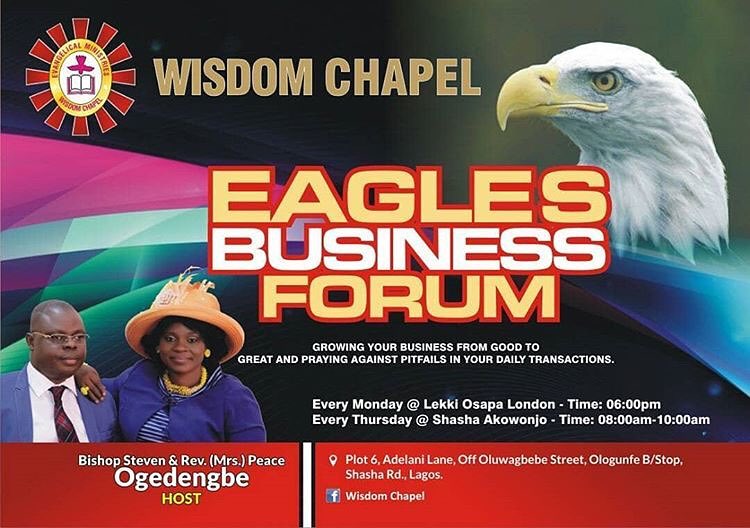 EVANGELICAL MINISTRIES
WISDOM CHAPEL
WISDOM CHAPEL
EAGLES
BUSINESS
FORUM
GROWING YOUR BUSINESS FROM GOOD TO
GREAT AND PRAYING AGAINST PITFAILS IN YOUR DAILY TRANSACTIONS.
Every Monday @ Lekki Osapa London - Time: 06:00pm
Every Thursday @ Shasha Akowonjo - Time: 08:00am-10:00am
Bishop Steven & Rev. (Mrs.) Peace
Ogedengbe
HOST
Plot 6, Adelani Lane, Off Oluwagbebe Street, Ologunfe B/Stop,
Shasha Rd., Lagos.
f Wisdom Chapel